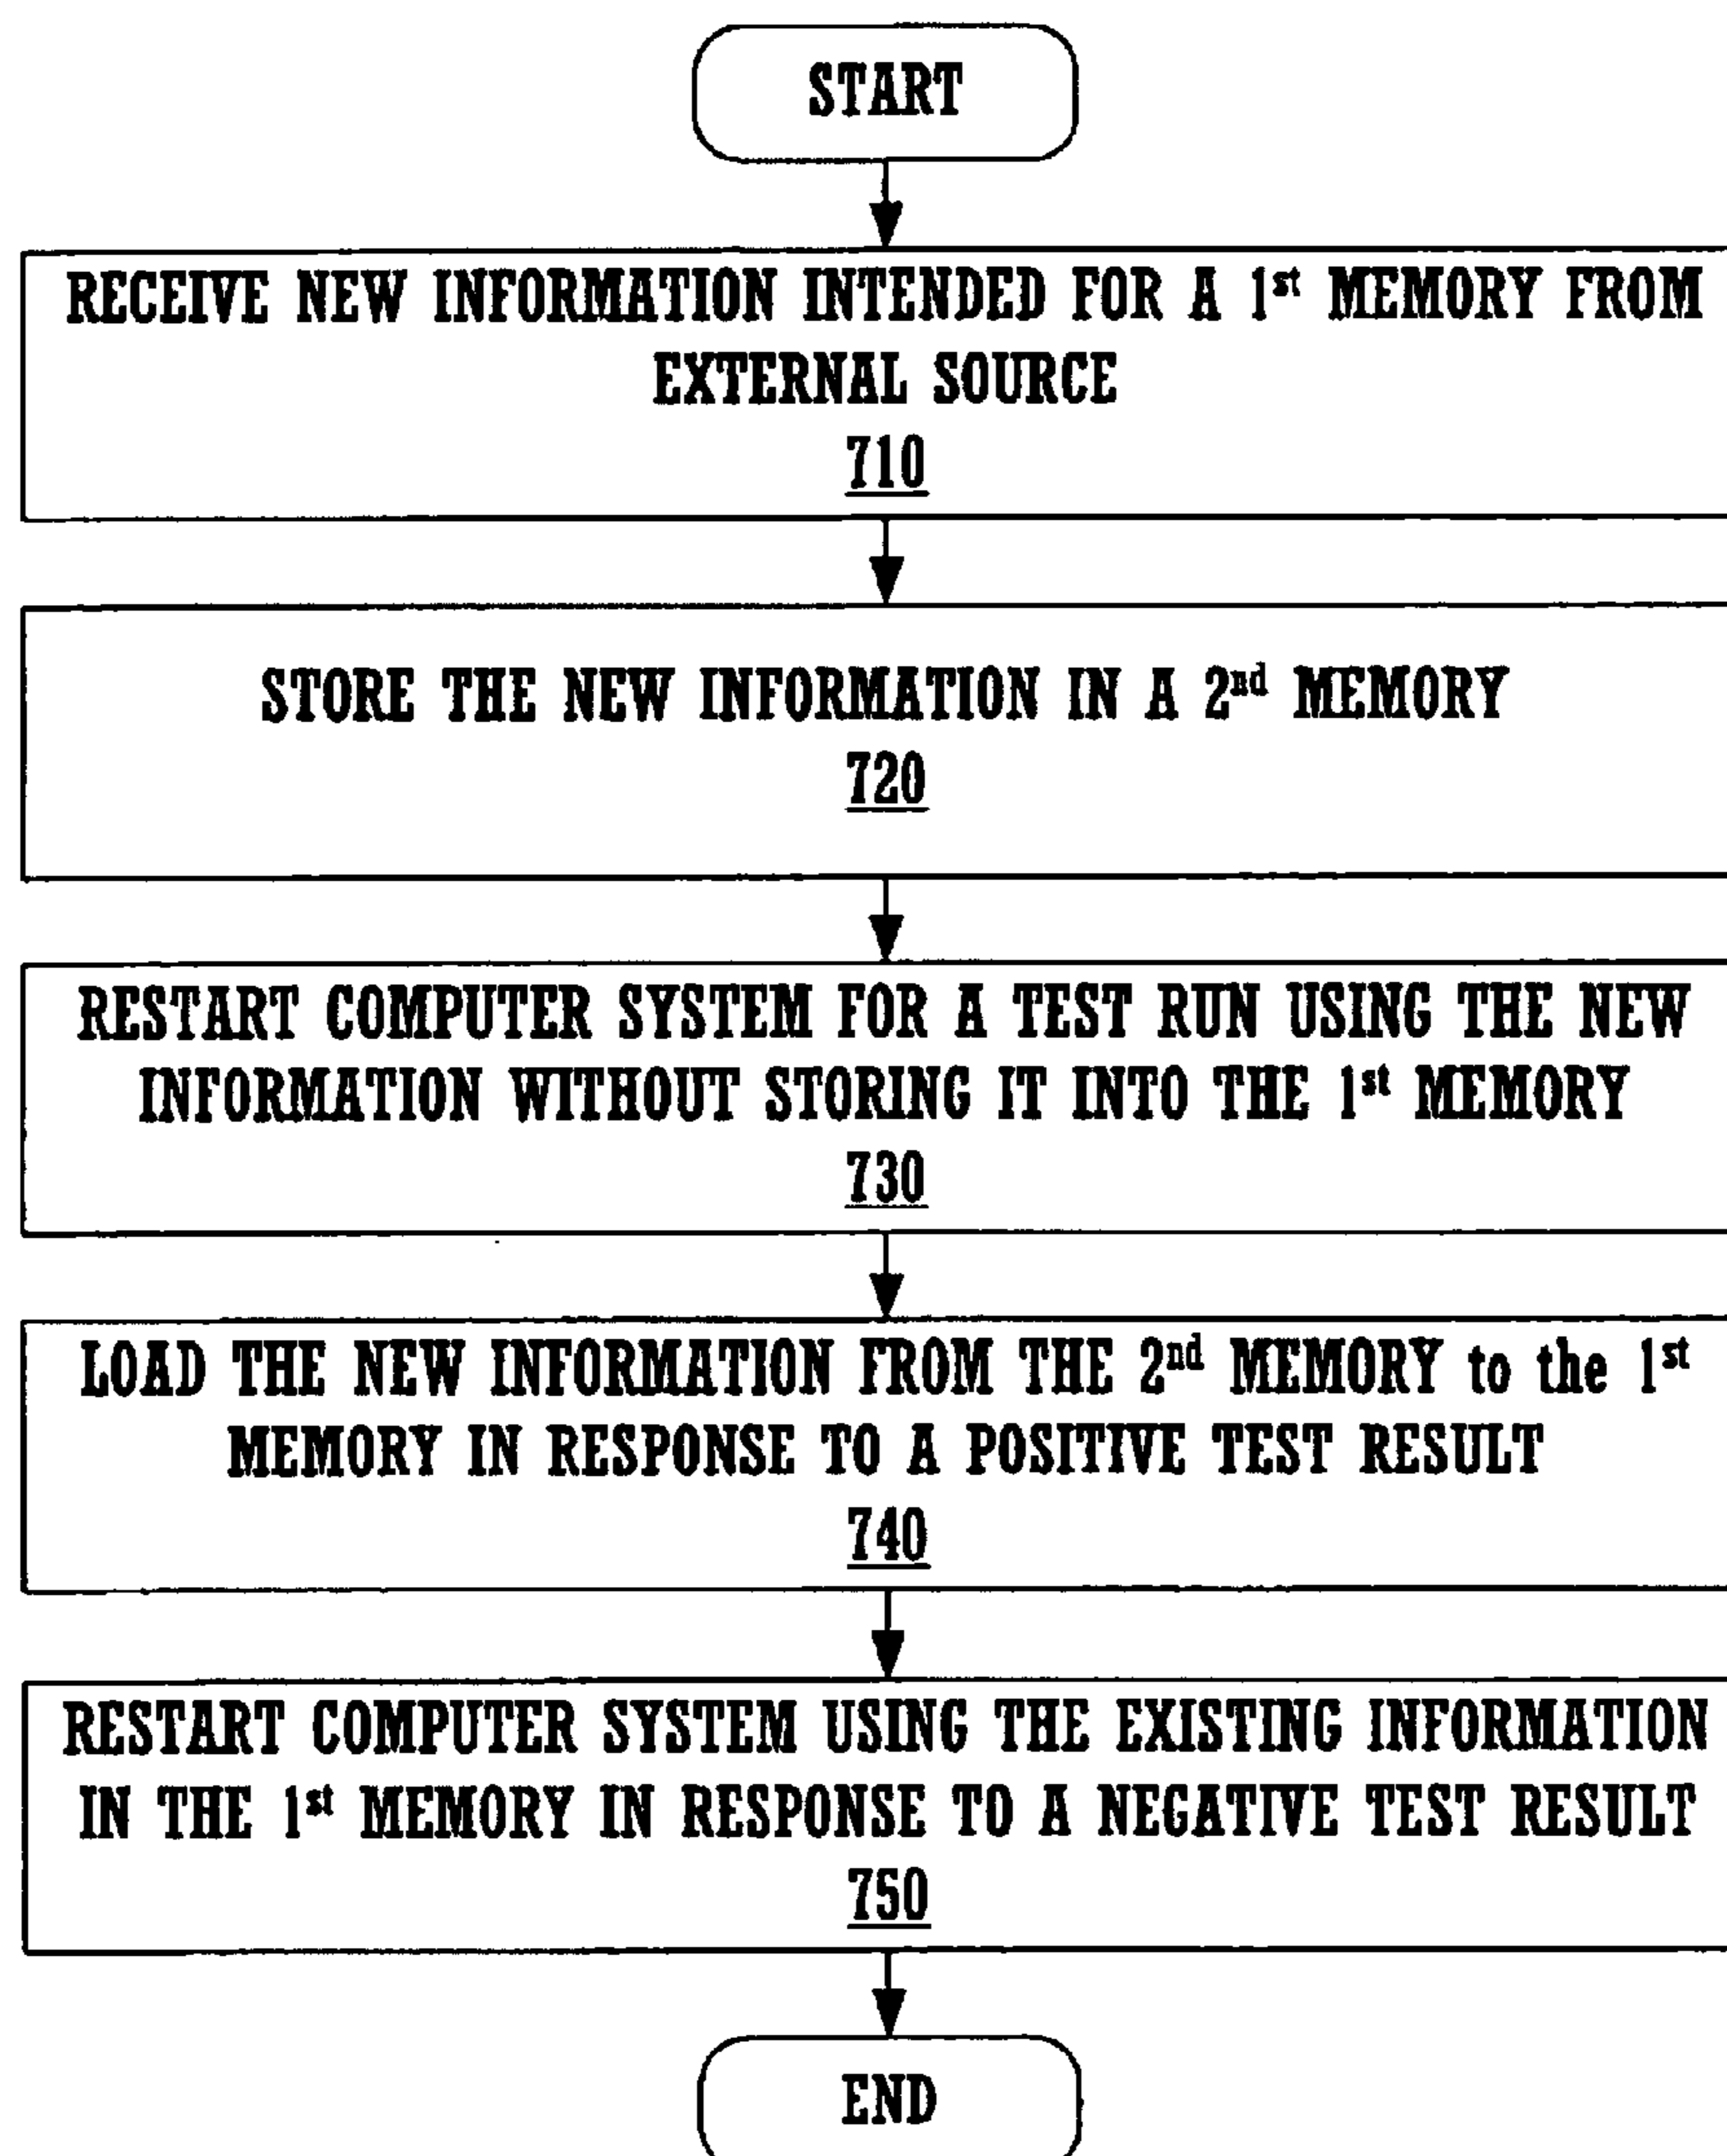 START
RECEIVE NEW INFORMATION INTENDED FOR A 1st MEMORY FROM
EXTERNAL SOURCE
710
STORE THE NEW INFORMATION IN A 2nd MEMORY
720
RESTART COMPUTER SYSTEM FOR A TEST RUN USING THE NEW
INFORMATION WITHOUT STORING IT INTO THE 1st MEMORY
730
LOAD THE NEW INFORMATION FROM THE 2nd MEMORY to the 1st
MEMORY IN RESPONSE TO A POSITIVE TEST RESULT
740
RESTART COMPUTER SYSTEM USING THE EXISTING INFORMATION
IN THE 1st MEMORY IN RESPONSE TO A NEGATIVE TEST RESULT
750
END